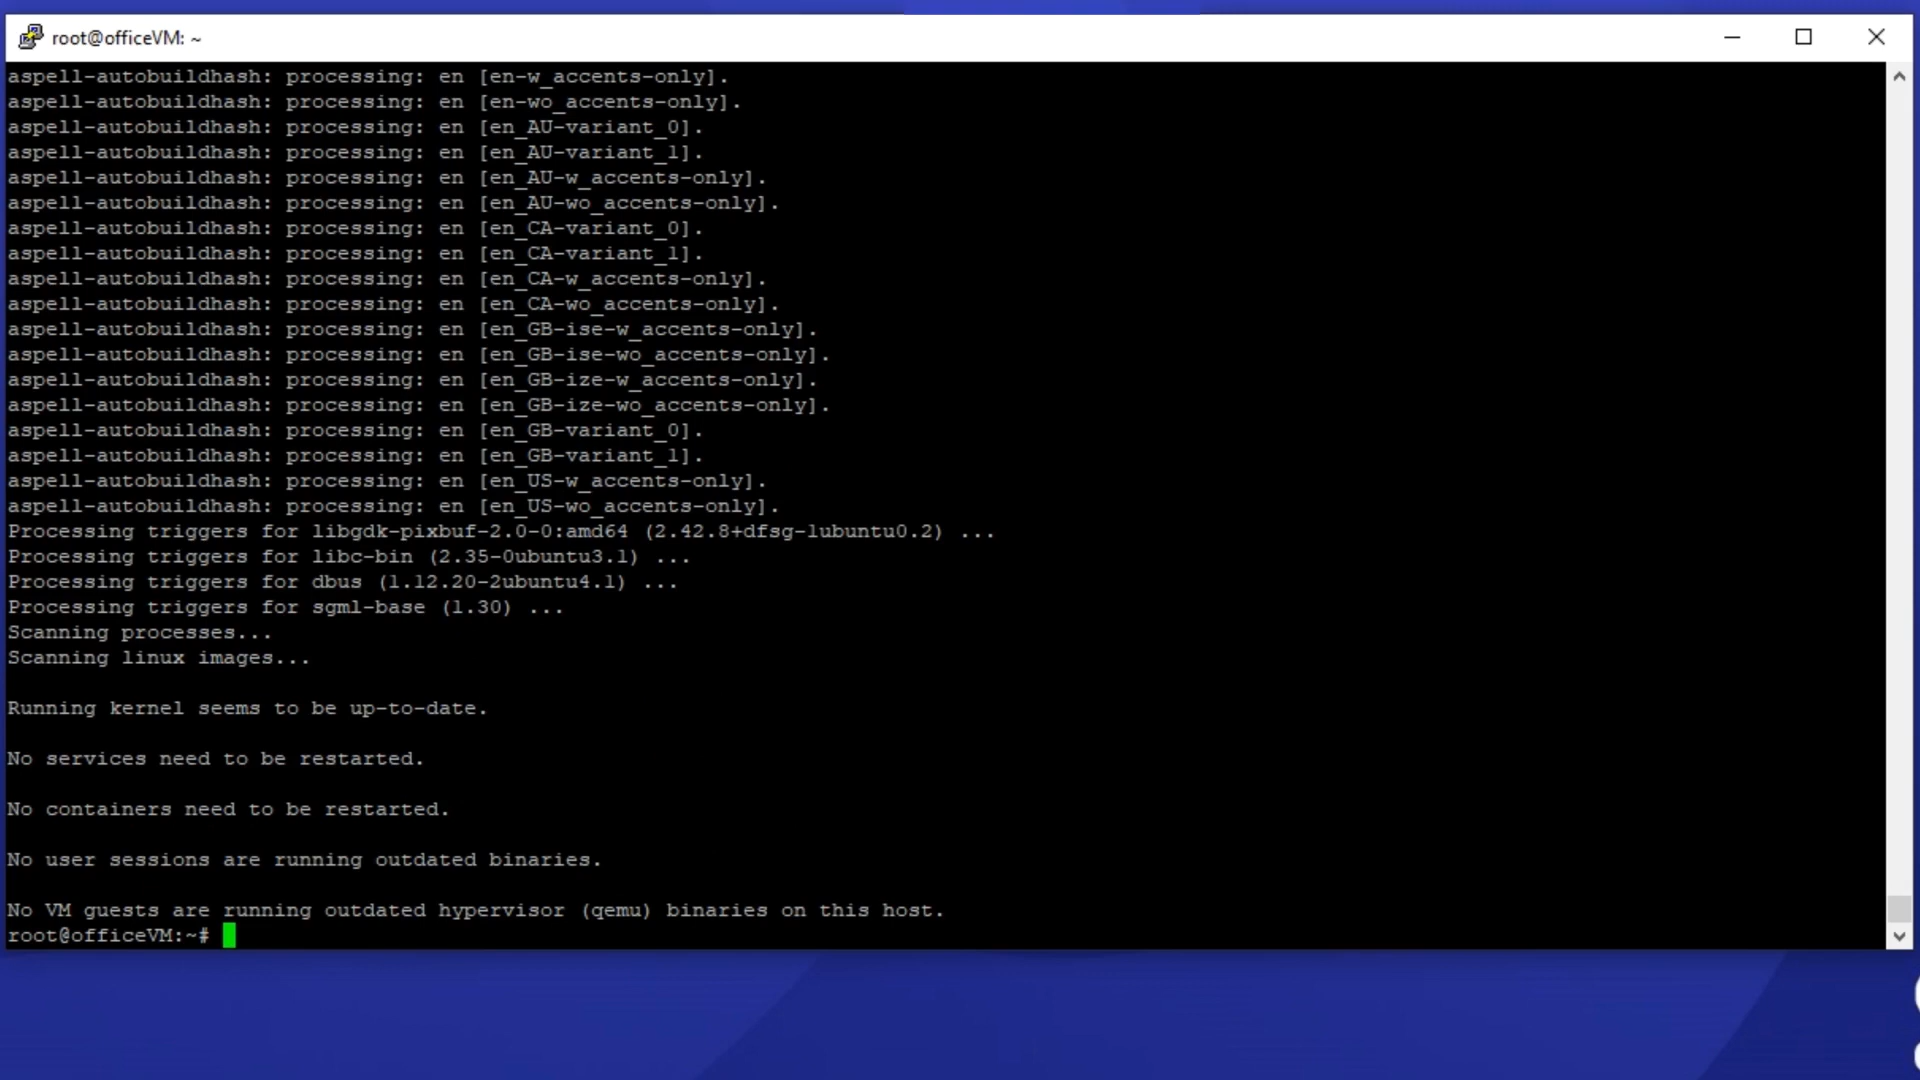 root@officeVM: ~
aspell-autobuildhash: processing: en [en-w_accents-only].
aspell-autobuildhash: processing: en [en-wo_accents-only].
aspell-autobuildhash: processing: en [en_AU-variant_0].
aspell-autobuildhash: processing: en [en_AU-variant_1].
aspell-autobuildhash: processing: en [en_AU-w_accents-only].
aspell-autobuildhash: processing: en [en_AU-wo_accents-only].
aspell-autobuildhash: processing: en [en_CA-variant_0].
aspell-autobuildhash: processing: en [en_CA-variant_1].
aspell-autobuildhash: processing: en [en_CA-w_accents-only].
aspell-autobuildhash: processing: en [en_CA-wo_accents-only].
aspell-autobuildhash: processing: en [en_GB-ise-w_accents-only].
aspell-autobuildhash: processing: en [en_GB-ise-wo_accents-only].
aspell-autobuildhash: processing: en [en_GB-ize-w_accents-only].
aspell-autobuildhash: processing: en [en_GB-ize-wo_accents-only].
aspell-autobuildhash: processing: en [en_GB-variant_0].
aspell-autobuildhash: processing: en [en_GB-variant_1].
aspell-autobuildhash: processing: en [en_US-w_accents-only].
aspell-autobuildhash: processing: en [en_US-wo_accents-only].
Processing triggers for libgdk-pixbuf-2.0-0:amd64 (2.42.8+dfsg-1ubuntu0.2) ...
Processing triggers for libc-bin (2.35-0ubuntu3.1) ...
Processing triggers for dbus (1.12.20-2ubuntu4.1) ...
Processing triggers for sgml-base (1.30) ...
Scanning processes...
Scanning linux images...
Running kernel seems to be up-to-date.
No services need to be restarted.
No containers need to be restarted.
No user sessions are running outdated binaries.
No VM guests are running outdated hypervisor (qemu) binaries on this host.
root@officeVM:~#